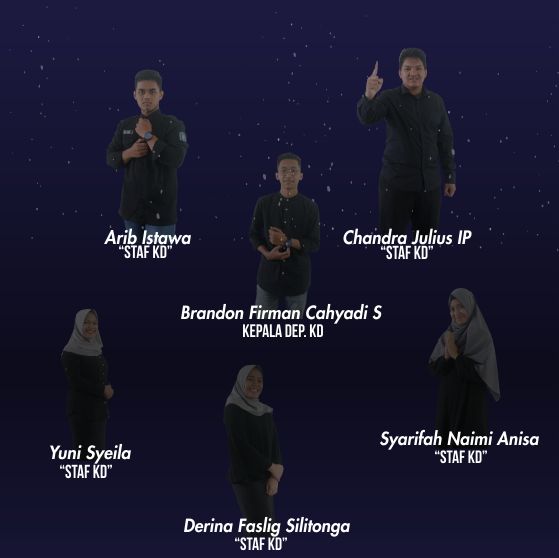 Arib Istawa
"STAF KD"
Chandra Julius IP
"STAF KD"
Brandon Firman Cahyadi S
KEPALA DEP. KD
Yuni Syeila
"STAF KD"
Syarifah Naimi Anisa
"STAF KD"
Derina Faslig Silitonga
"STAF KD"